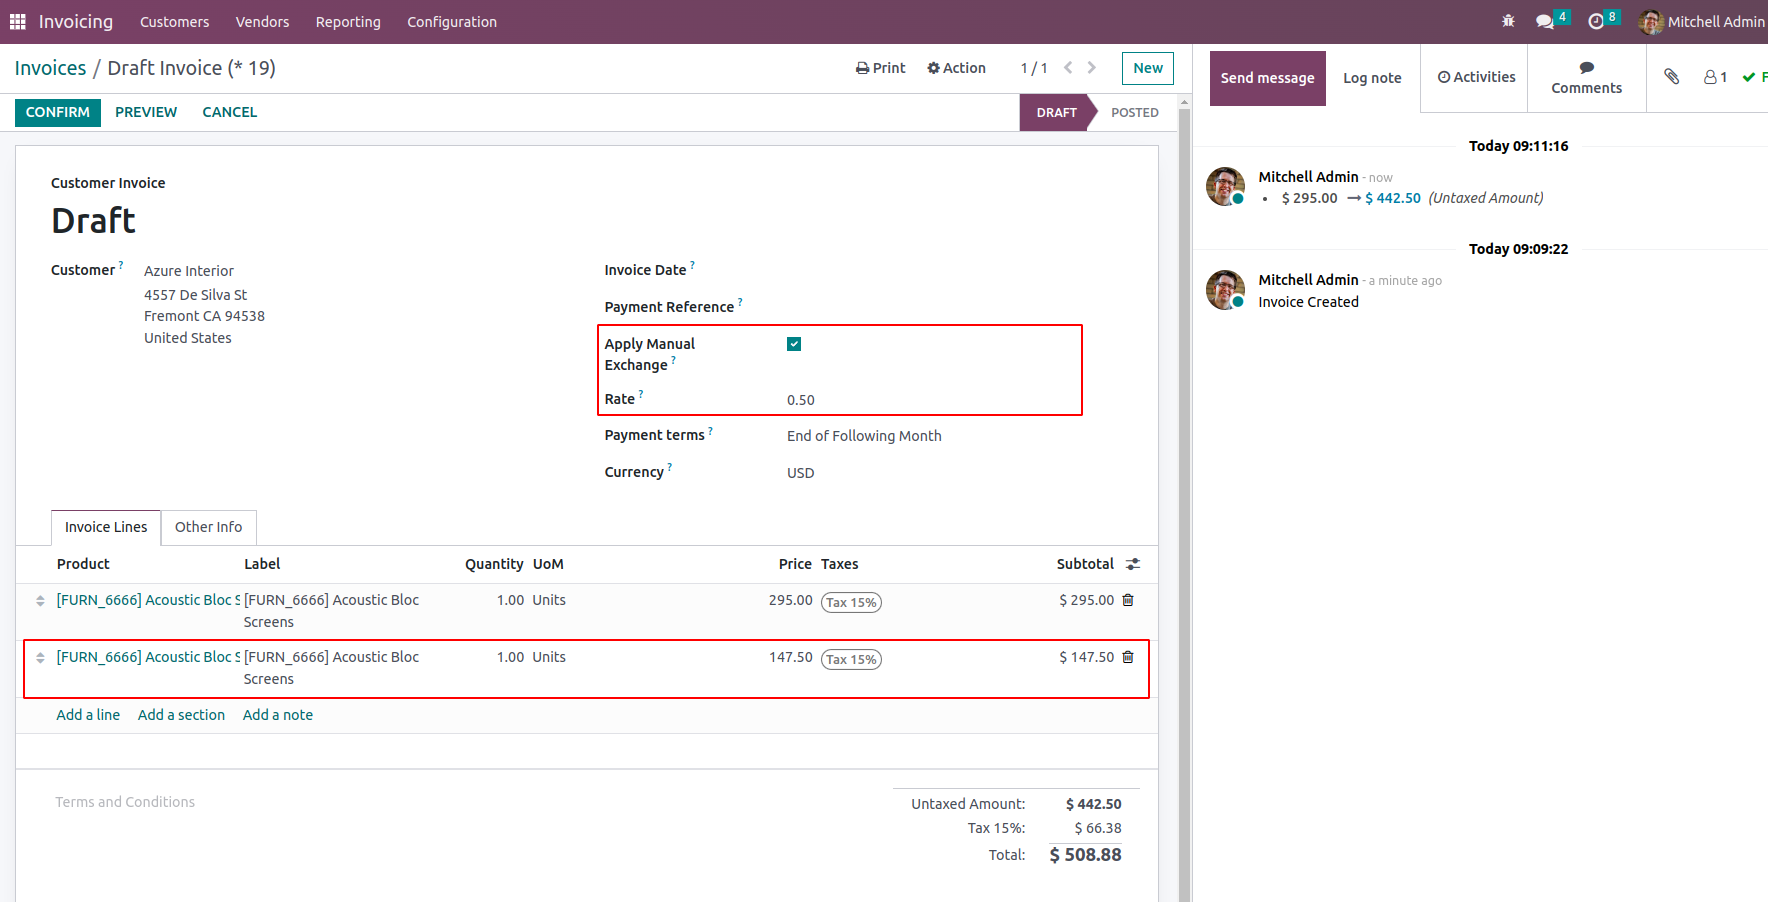 Invoicing Customers Vendors Reporting Configuration 4 8 Mitchell Admin
Invoices / Draft Invoice (* 19) Print Action 1 / 1 New
CONFIRM PREVIEW CANCEL DRAFT POSTED
Customer Invoice
Draft
Customer ? Azure Interior
4557 De Silva St
Fremont CA 94538
United States
Invoice Date ?
Payment Reference ?
Apply Manual
Exchange ?
Rate ? 0.50
Payment terms ? End of Following Month
Currency ? USD
Invoice Lines Other Info
Product Label Quantity UoM Price Taxes Subtotal
[FURN_6666] Acoustic Bloc S [FURN_6666] Acoustic Bloc 1.00 Units 295.00 Tax 15% $ 295.00
Screens
[FURN_6666] Acoustic Bloc S [FURN_6666] Acoustic Bloc 1.00 Units 147.50 Tax 15% $ 147.50
Screens
Add a line Add a section Add a note
Terms and Conditions
Untaxed Amount: $ 442.50
Tax 15%: $ 66.38
Total: $ 508.88
Send message Log note Activities Comments 1 F
Today 09:11:16
Mitchell Admin - now
• $ 295.00 → $ 442.50 (Untaxed Amount)
Today 09:09:22
Mitchell Admin - a minute ago
Invoice Created